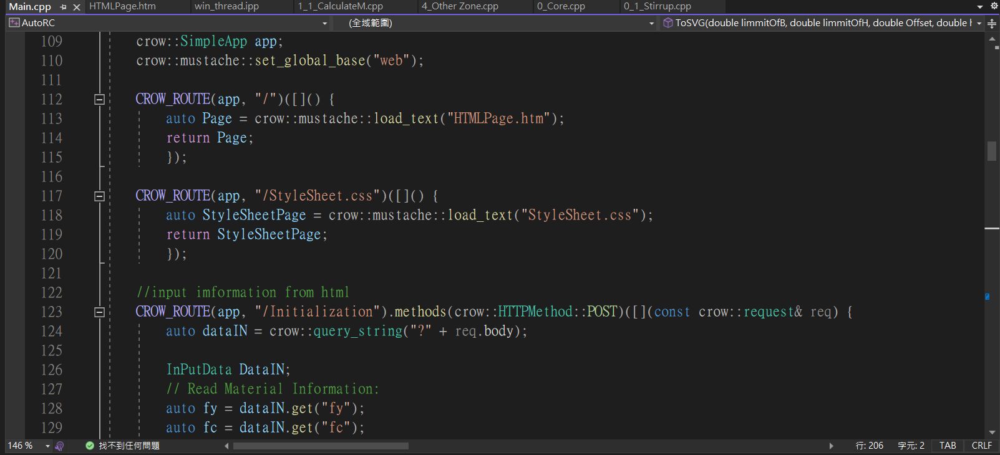 Main.cpp HTMLPage.htm win_thread.ipp 1_1_CalculateM.cpp 4_Other Zone.cpp 0_Core.cpp 0_1_Stirrup.cpp
AutoRC (全域範圍) ToSVG(double limmitOfB, double limmitOfH, double Offset, double h
109 crow::SimpleApp app;
110 crow::mustache::set_global_base("web");
111
112 CROW_ROUTE(app, "/")([]() {
113 auto Page = crow::mustache::load_text("HTMLPage.htm");
114 return Page;
115 });
116
117 CROW_ROUTE(app, "/StyleSheet.css")([]() {
118 auto StyleSheetPage = crow::mustache::load_text("StyleSheet.css");
119 return StyleSheetPage;
120 });
121
122 //input imformation from html
123 CROW_ROUTE(app, "/Initialization").methods(crow::HTTPMethod::POST)([](const crow::request& req) {
124 auto dataIN = crow::query_string("?" + req.body);
125
126 InPutData DataIN;
127 // Read Material Information:
128 auto fy = dataIN.get("fy");
129 auto fc = dataIN.get("fc");
146 % 找不到任何問題 行: 206 字元: 2 TAB CRLF